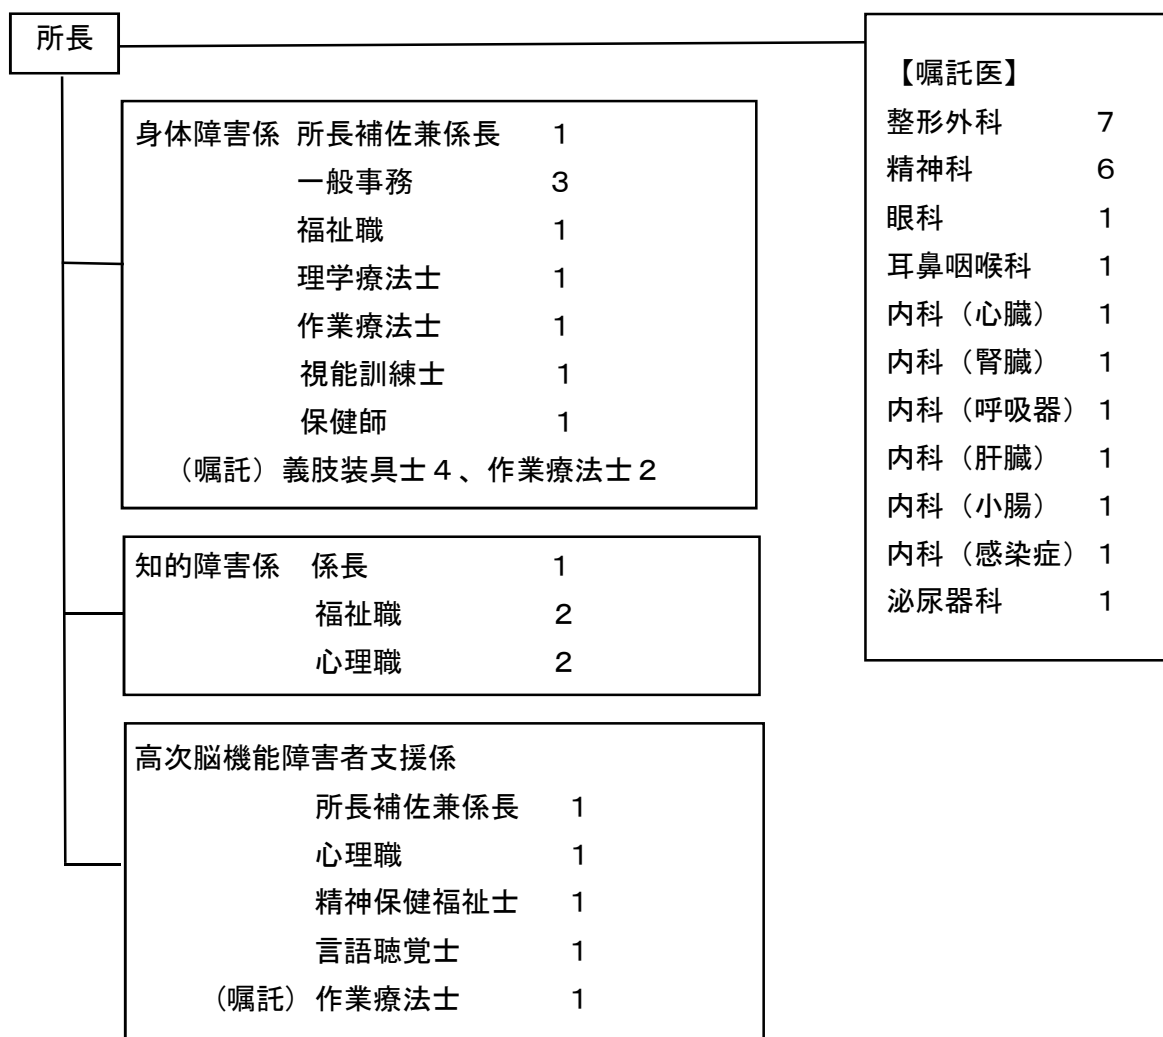 所長
身体障害係 所長補佐兼係長 1
一般事務 3
福祉職 1
理学療法士 1
作業療法士 1
視能訓練士 1
保健師 1
（嘱託）義肢装具士4、作業療法士2
知的障害係 係長 1
福祉職 2
心理職 2
高次脳機能障害者支援係
所長補佐兼係長 1
心理職 1
精神保健福祉士 1
言語聴覚士 1
（嘱託）作業療法士 1
【嘱託医】
整形外科 7
精神科 6
眼科 1
耳鼻咽喉科 1
内科（心臓） 1
内科（腎臓） 1
内科（呼吸器） 1
内科（肝臓） 1
内科（小腸） 1
内科（感染症） 1
泌尿器科 1